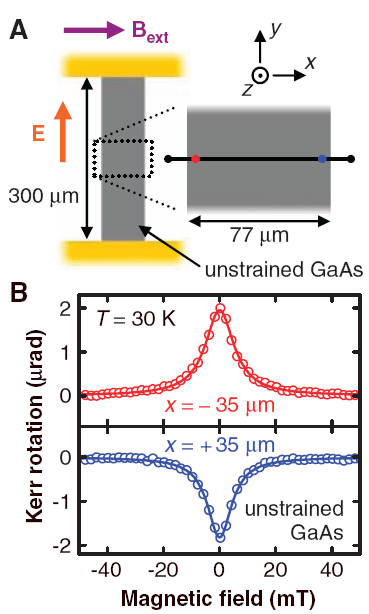 A
B_ext
y
x
z
E
300 μm
77 μm
unstrained GaAs
B
T = 30 K
x = – 35 μm
x = + 35 μm
unstrained
GaAs
Kerr rotation (μrad)
2
1
0
0
-1
-2
-40 -20 0 20 40
Magnetic field (mT)